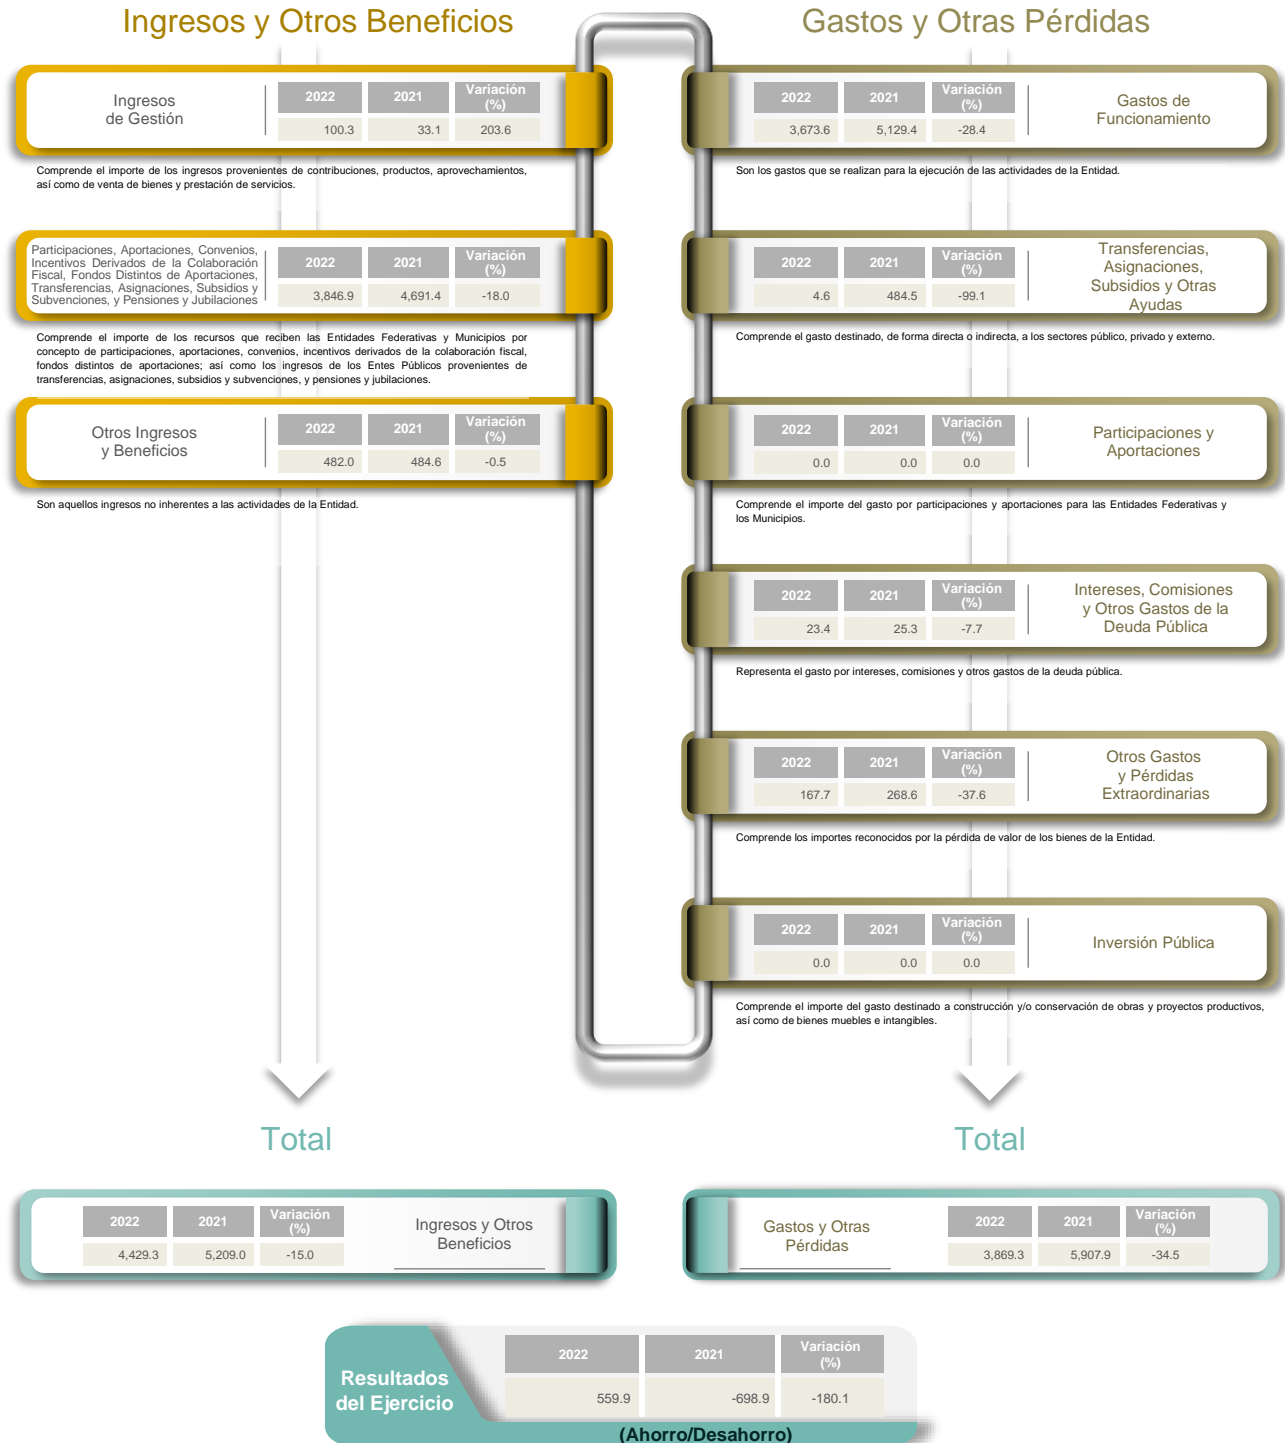 Ingresos y Otros Beneficios
Ingresos
de Gestión
2022 2021 Variación
(%)
100.3 33.1 203.6
Comprende el importe de los ingresos provenientes de contribuciones, productos, aprovechamientos,
así como de venta de bienes y prestación de servicios.
Participaciones, Aportaciones, Convenios,
Incentivos Derivados de la Colaboración
Fiscal, Fondos Distintos de Aportaciones,
Transferencias, Asignaciones, Subsidios y
Subvenciones, y Pensiones y Jubilaciones
2022 2021 Variación
(%)
3,846.9 4,691.4 -18.0
Comprende el importe de los recursos que reciben las Entidades Federativas y Municipios por
concepto de participaciones, aportaciones, convenios, incentivos derivados de la colaboración fiscal,
fondos distintos de aportaciones; así como los ingresos de los Entes Públicos provenientes de
transferencias, asignaciones, subsidios y subvenciones, y pensiones y jubilaciones.
Otros Ingresos
y Beneficios
2022 2021 Variación
(%)
482.0 484.6 -0.5
Son aquellos ingresos no inherentes a las actividades de la Entidad.
Gastos y Otras Pérdidas
2022 2021 Variación
(%)
3,673.6 5,129.4 -28.4
Gastos de
Funcionamiento
Son los gastos que se realizan para la ejecución de las actividades de la Entidad.
2022 2021 Variación
(%)
4.6 484.5 -99.1
Transferencias,
Asignaciones,
Subsidios y Otras
Ayudas
Comprende el gasto destinado, de forma directa o indirecta, a los sectores público, privado y externo.
2022 2021 Variación
(%)
0.0 0.0 0.0
Participaciones y
Aportaciones
Comprende el importe del gasto por participaciones y aportaciones para las Entidades Federativas y
los Municipios.
2022 2021 Variación
(%)
23.4 25.3 -7.7
Intereses, Comisiones
y Otros Gastos de la
Deuda Pública
Representa el gasto por intereses, comisiones y otros gastos de la deuda pública.
2022 2021 Variación
(%)
167.7 268.6 -37.6
Otros Gastos
y Pérdidas
Extraordinarias
Comprende los importes reconocidos por la pérdida de valor de los bienes de la Entidad.
2022 2021 Variación
(%)
0.0 0.0 0.0
Inversión Pública
Comprende el importe del gasto destinado a construcción y/o conservación de obras y proyectos productivos,
así como de bienes muebles e intangibles.
Total
2022 2021 Variación
(%)
4,429.3 5,209.0 -15.0
Ingresos y Otros
Beneficios
Total
Gastos y Otras
Pérdidas
2022 2021 Variación
(%)
3,869.3 5,907.9 -34.5
Resultados
del Ejercicio
2022 2021 Variación
(%)
559.9 -698.9 -180.1
(Ahorro/Desahorro)